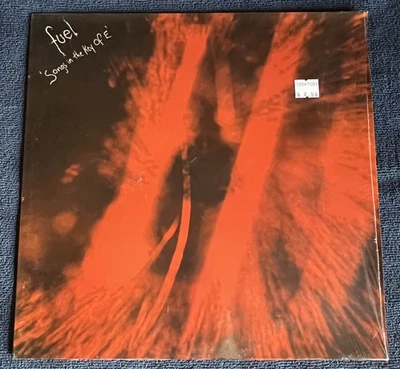 fuel
'Songs in the Key of E'